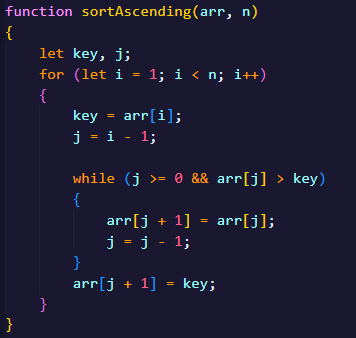 function sortAscending(arr, n)
{
    let key, j;
    for (let i = 1; i < n; i++)
    {
        key = arr[i];
        j = i - 1;

        while (j >= 0 && arr[j] > key)
        {
            arr[j + 1] = arr[j];
            j = j - 1;
        }
        arr[j + 1] = key;
    }
}